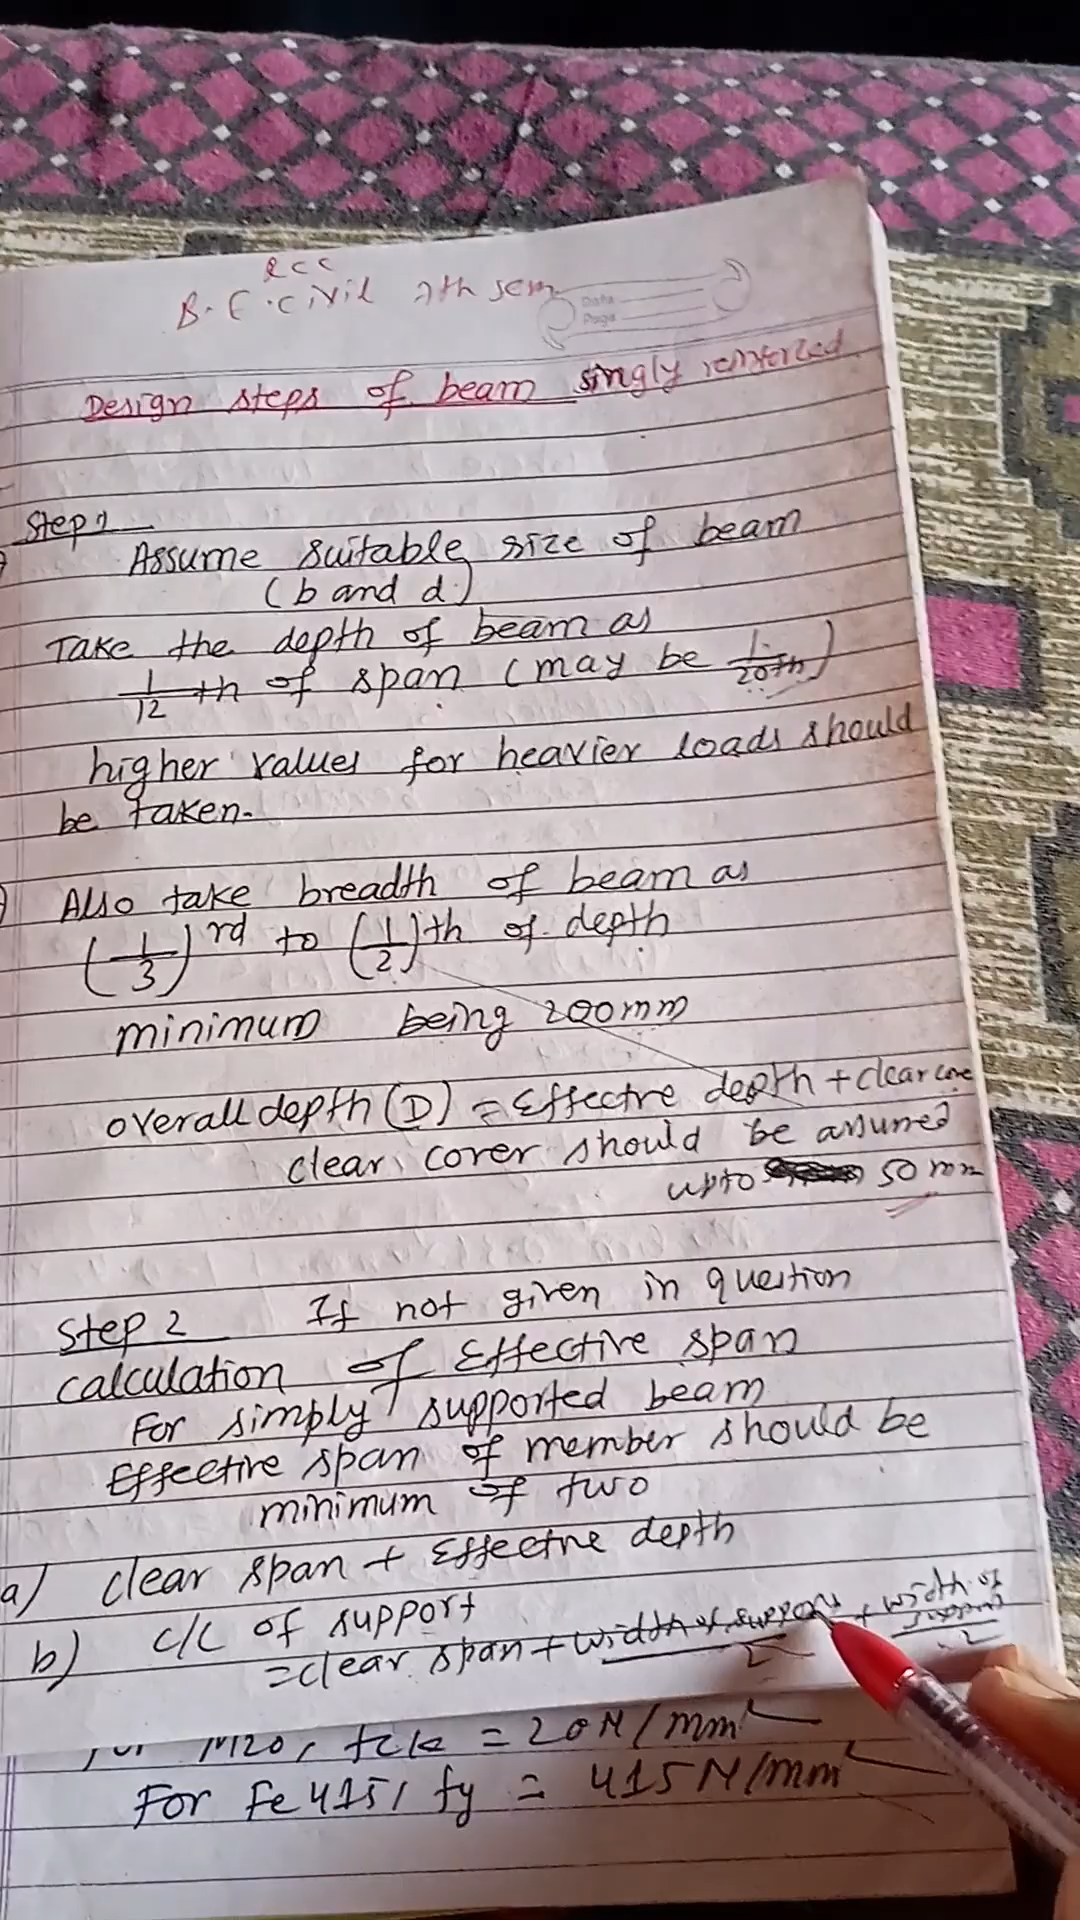 RCC
B.E. civil 7th sem
Date
Page
Design steps of beam singly reinforced
Step 1
Assume suitable size of beam
(b and d)
Take the depth of beam as
1/12 th of span (may be 1/20th)
higher values for heavier loads should
be taken.
Also take breadth of beam as
(1/3)rd to (1/2)th of depth
minimum being 200mm
overall depth (D) = Effective depth + clear cove
clear cover should be assumed
upto 50 mm
Step 2 If not given in question
calculation of Effective span
For simply supported beam
Effective span of member should be
minimum of two
a) clear span + Effective depth
b) c/c of support
= clear span + width of support/2 + width of support/2
M20, fck = 20 N/mm²
For Fe 415, fy = 415 N/mm²